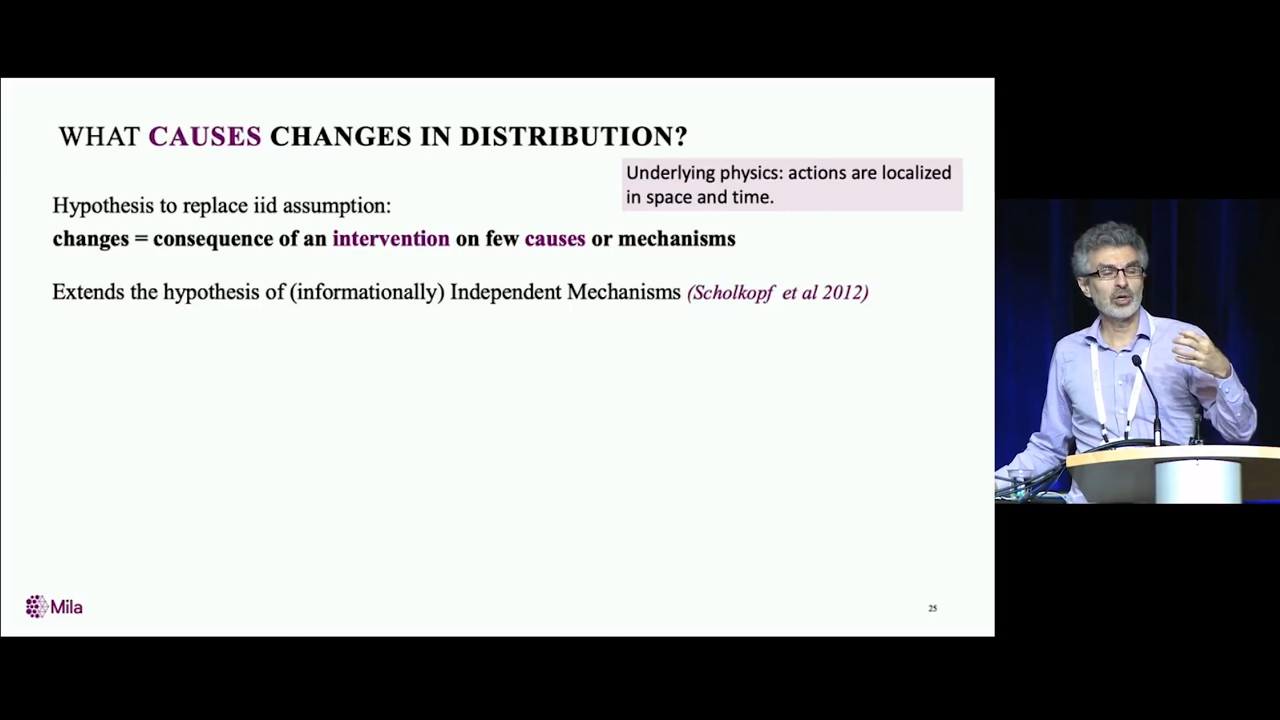 WHAT CAUSES CHANGES IN DISTRIBUTION?
Underlying physics: actions are localized
in space and time.
Hypothesis to replace iid assumption:
changes = consequence of an intervention on few causes or mechanisms
Extends the hypothesis of (informationally) Independent Mechanisms (Scholkopf et al 2012)
Mila
25